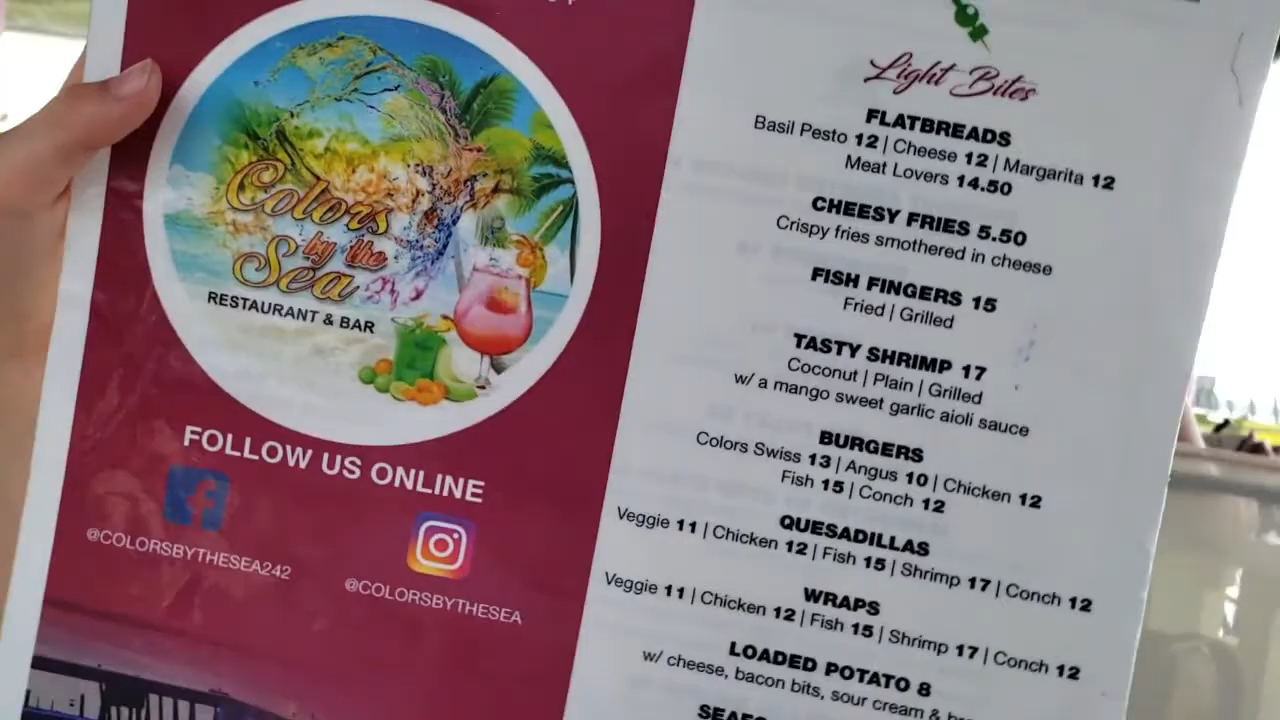 Colors
by the
Sea
RESTAURANT & BAR
FOLLOW US ONLINE
@COLORSBYTHESEA242
@COLORSBYTHESEA
Light Bites
FLATBREADS
Basil Pesto 12 | Cheese 12 | Margarita 12
Meat Lovers 14.50
CHEESY FRIES 5.50
Crispy fries smothered in cheese
FISH FINGERS 15
Fried | Grilled
TASTY SHRIMP 17
Coconut | Plain | Grilled
w/ a mango sweet garlic aioli sauce
BURGERS
Colors Swiss 13 | Angus 10 | Chicken 12
Fish 15 | Conch 12
QUESADILLAS
Veggie 11 | Chicken 12 | Fish 15 | Shrimp 17 | Conch 12
WRAPS
Veggie 11 | Chicken 12 | Fish 15 | Shrimp 17 | Conch 12
LOADED POTATO 8
w/ cheese, bacon bits, sour cream &